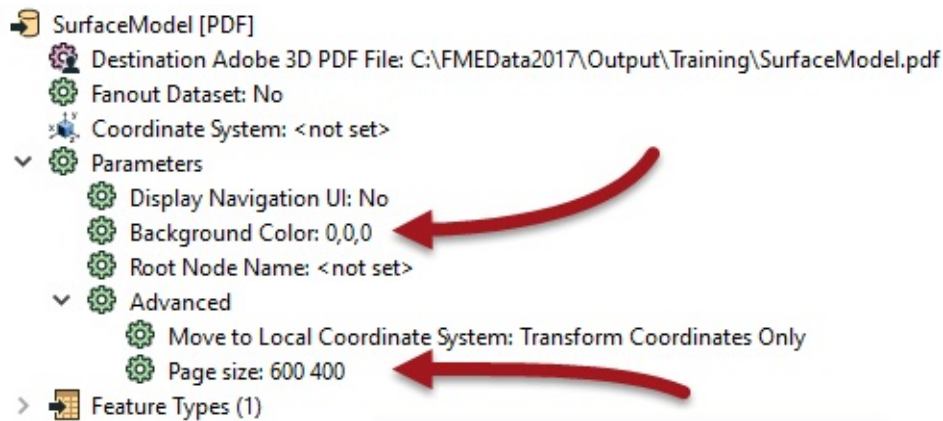 SurfaceModel [PDF]
Destination Adobe 3D PDF File: C:\FMEData2017\Output\Training\SurfaceModel.pdf
Fanout Dataset: No
Coordinate System: <not set>
Parameters
Display Navigation UI: No
Background Color: 0,0,0
Root Node Name: <not set>
Advanced
Move to Local Coordinate System: Transform Coordinates Only
Page size: 600 400
Feature Types (1)